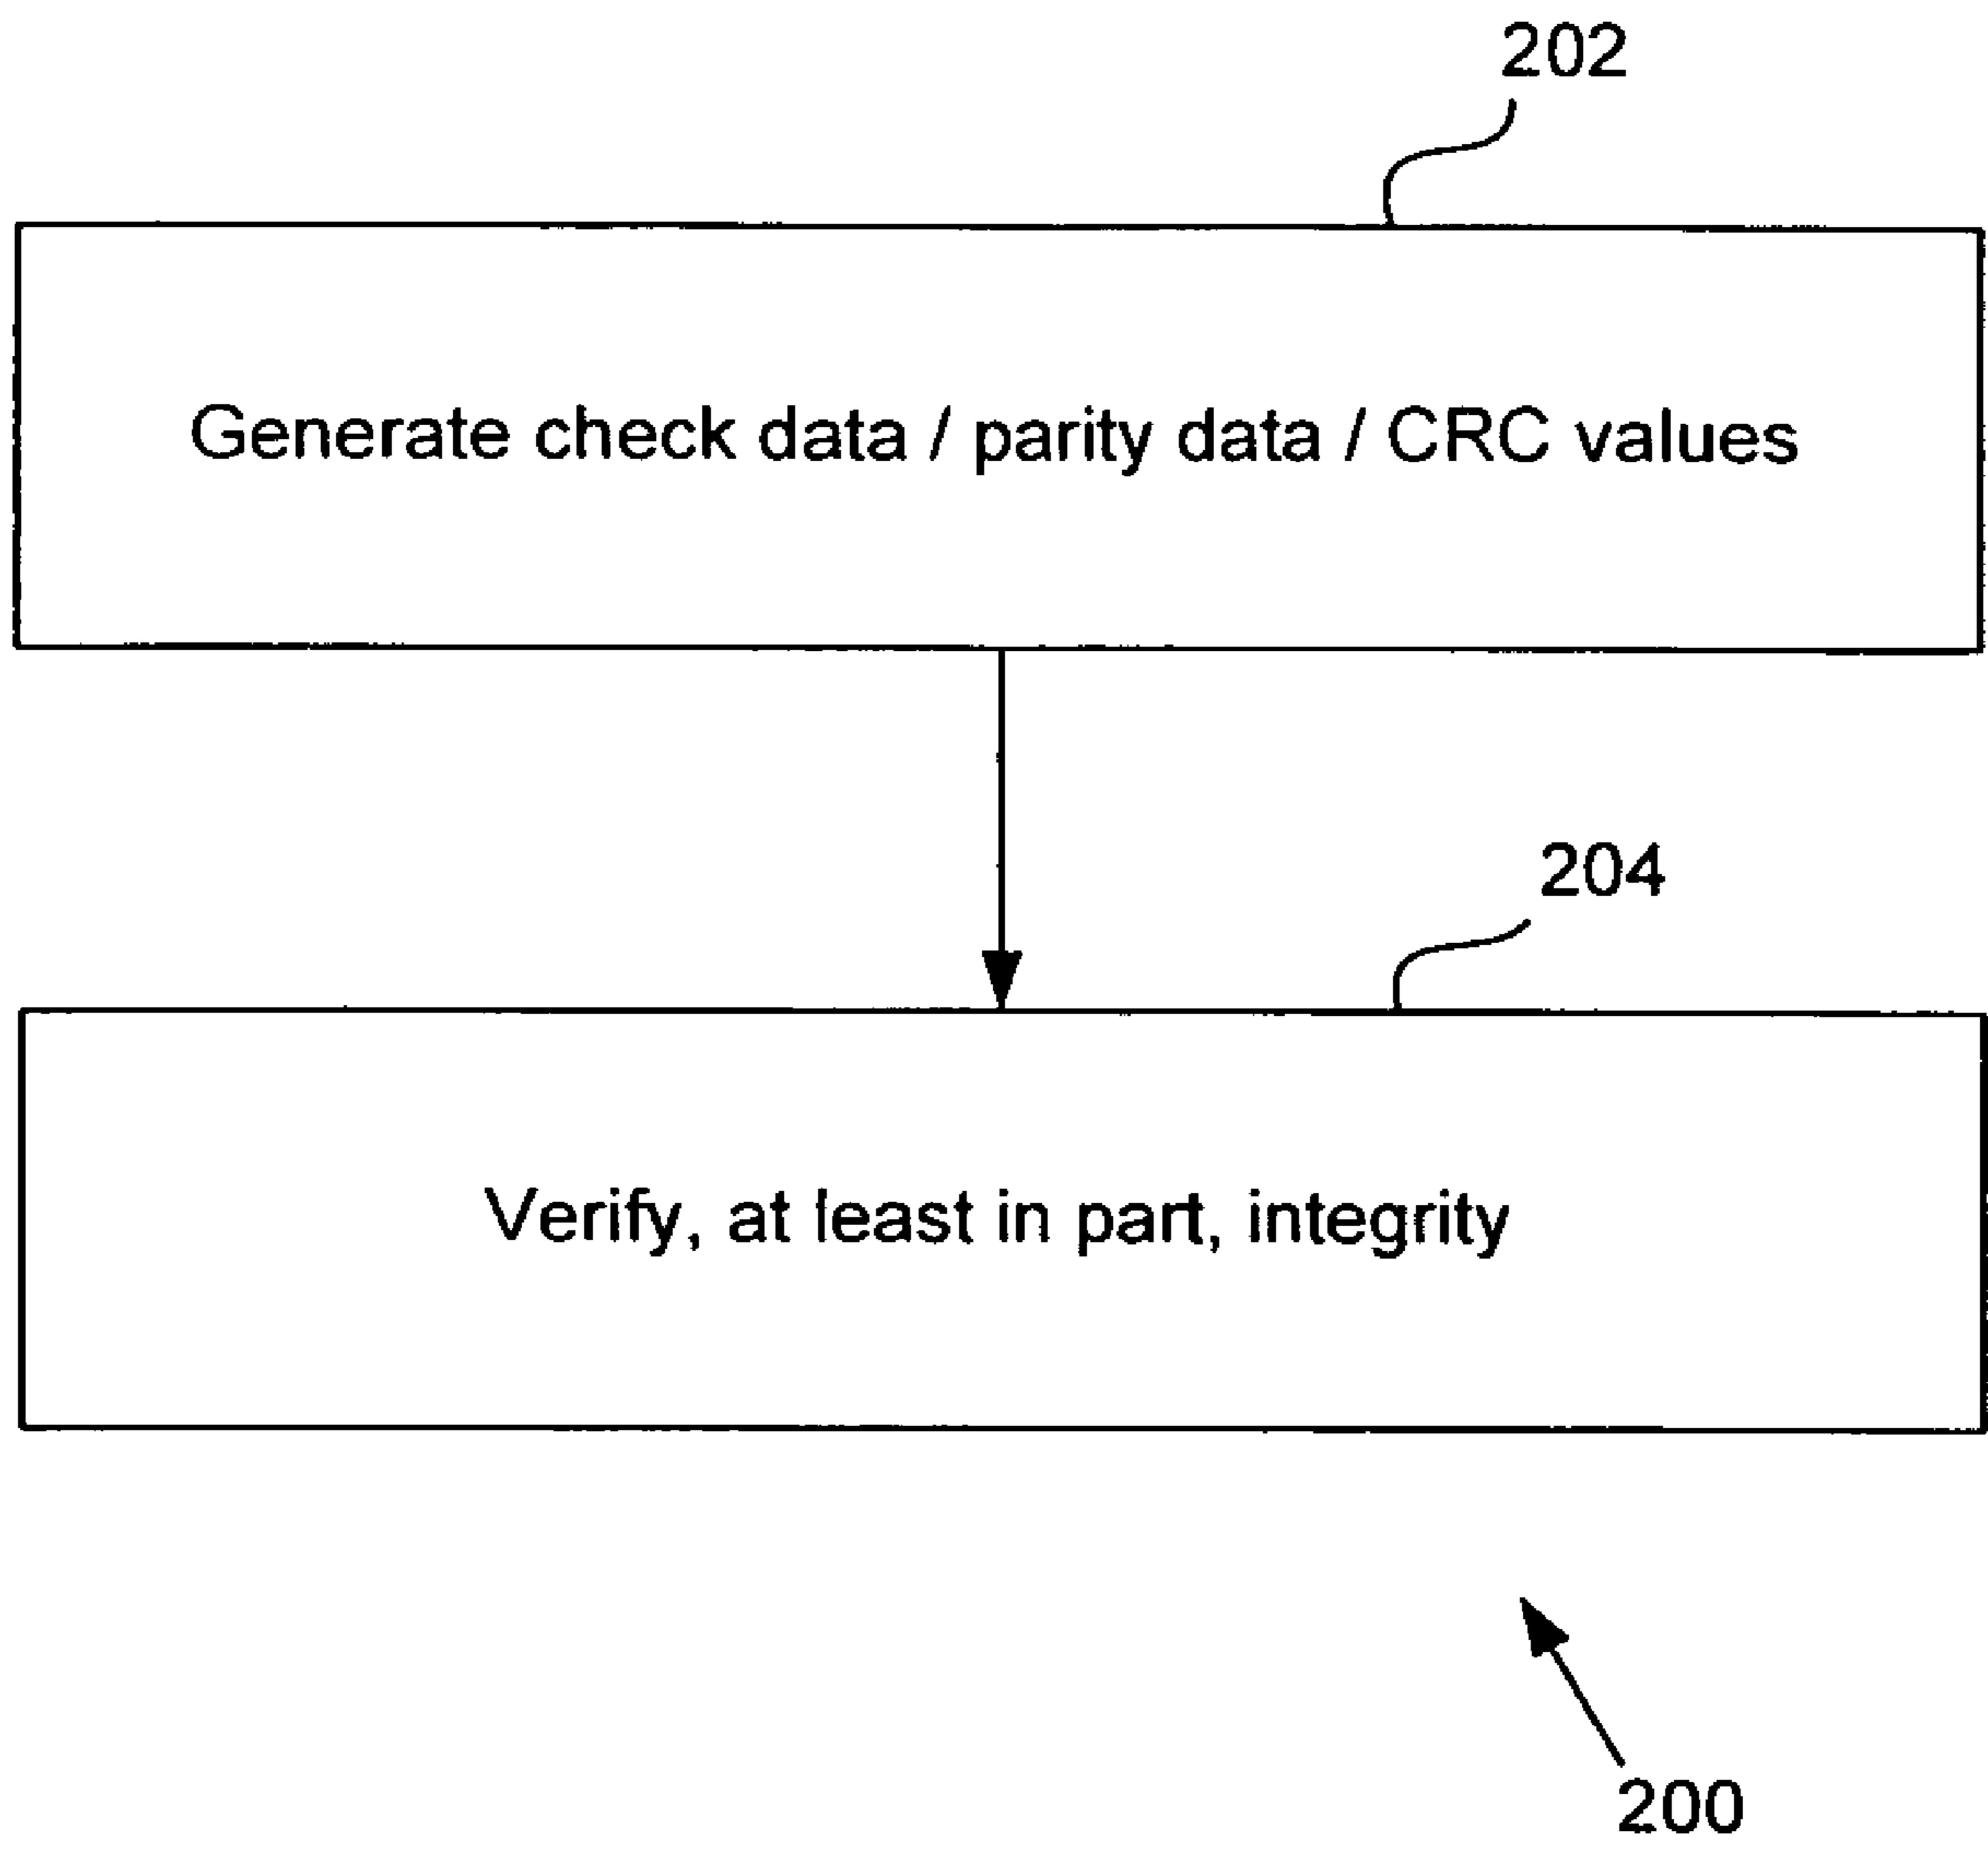 202
Generate check data / parity data / CRC values
204
Verify, at least in part, integrity
200